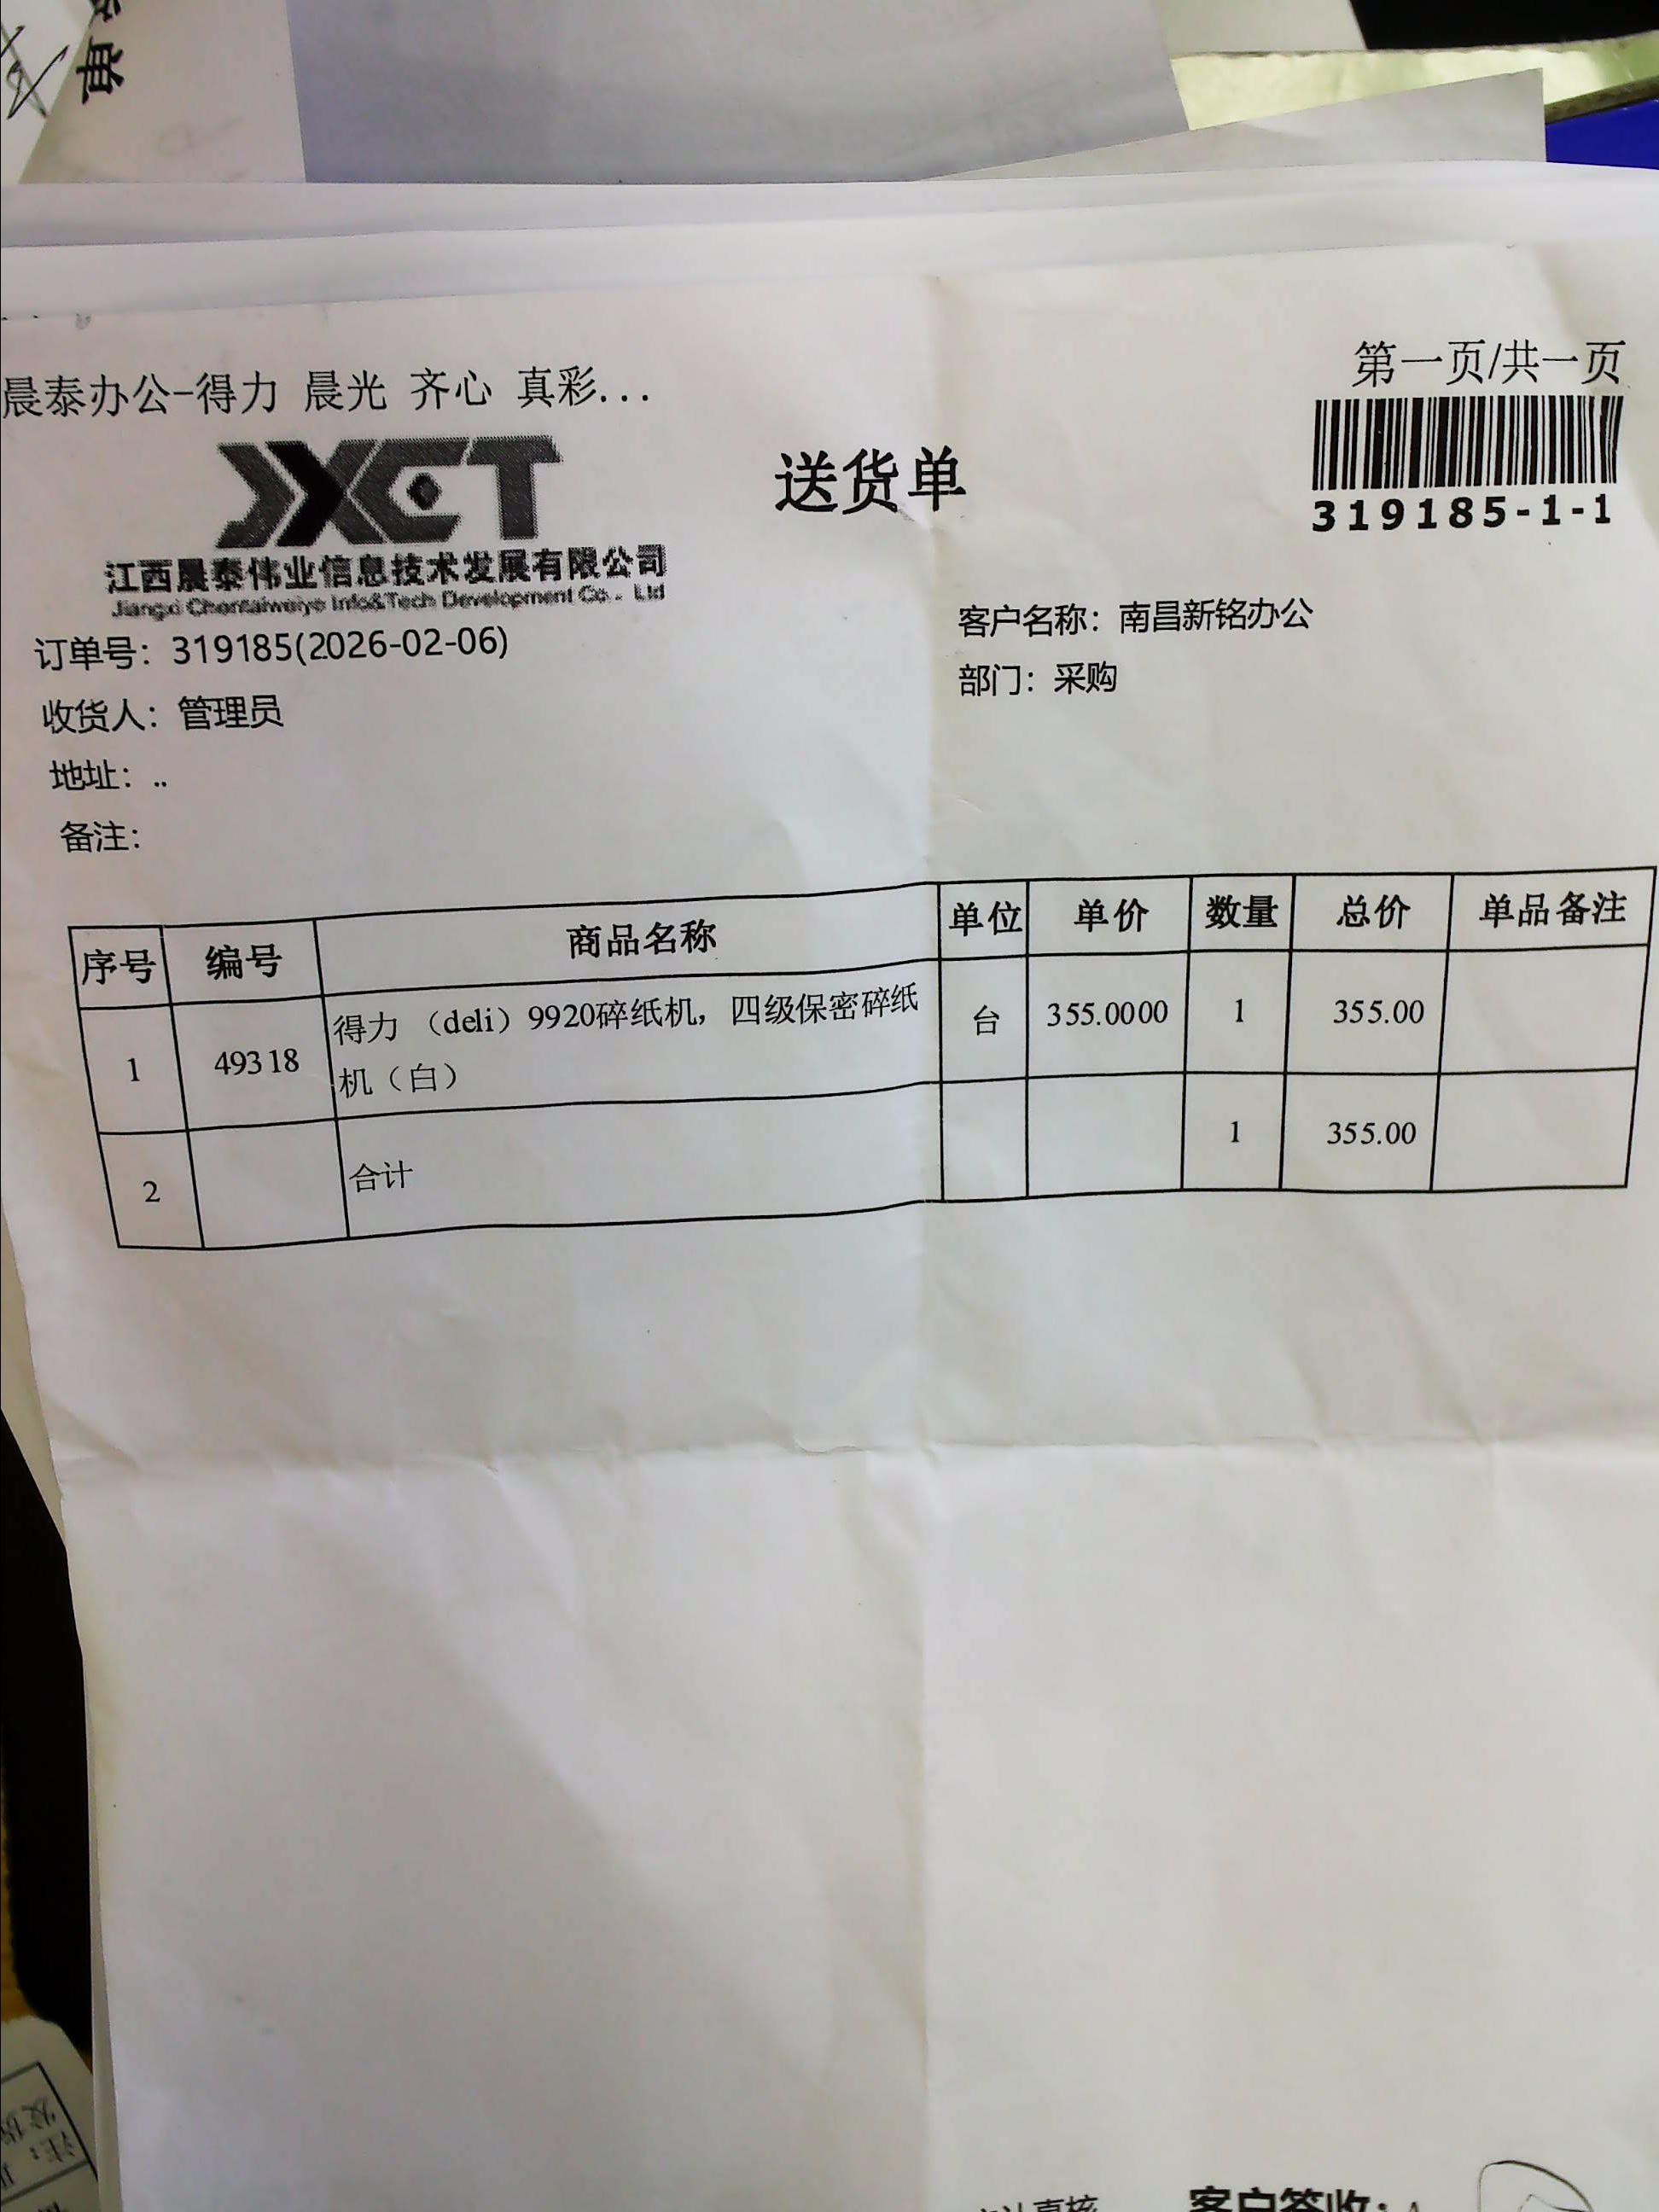 单
第一页/共一页
晨泰办公-得力 晨光 齐心 真彩...
JXCT
送货单
319185-1-1
江西晨泰伟业信息技术发展有限公司
Jiangxi Chentaiweiye Info&Tech Development Co., Ltd
订单号：319185(2026-02-06)
客户名称：南昌新铭办公
收货人：管理员
部门：采购
地址：..
备注：
序号 编号 商品名称 单位 单价 数量 总价 单品备注
1 49318 得力（deli）9920碎纸机，四级保密碎纸 台 355.0000 1 355.00
机（白）
2 合计 1 355.00
客户签收：